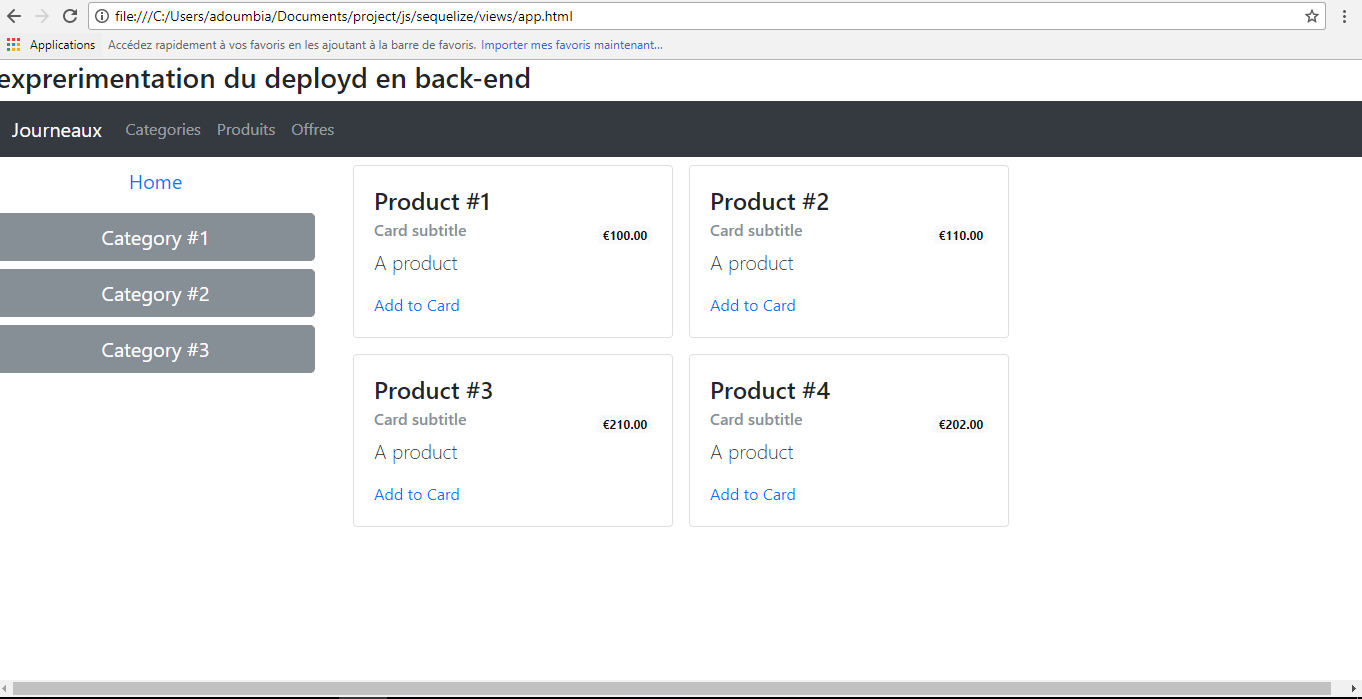 file:///C:/Users/adoumbia/Documents/project/js/sequelize/views/app.html
Applications Accédez rapidement à vos favoris en les ajoutant à la barre de favoris. Importer mes favoris maintenant...
exprerimentation du deployd en back-end
Journeaux Categories Produits Offres
Home
Category #1
Category #2
Category #3
Product #1
Card subtitle
€100.00
A product
Add to Card
Product #2
Card subtitle
€110.00
A product
Add to Card
Product #3
Card subtitle
€210.00
A product
Add to Card
Product #4
Card subtitle
€202.00
A product
Add to Card